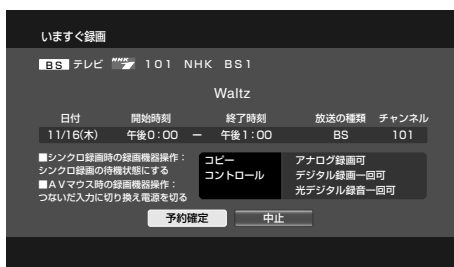 いますぐ録画
BS テレビ NHK 101 NHK BS1
Waltz
日付 開始時刻 終了時刻 放送の種類 チャンネル
11/16(木) 午後0:00 － 午後1:00 BS 101
■シンクロ録画時の録画機器操作：
シンクロ録画の待機状態にする
■AVマウス時の録画機器操作：
つないだ入力に切り換え電源を切る
コピー
コントロール
アナログ録画可
デジタル録画一回可
光デジタル録音一回可
予約確定 中止